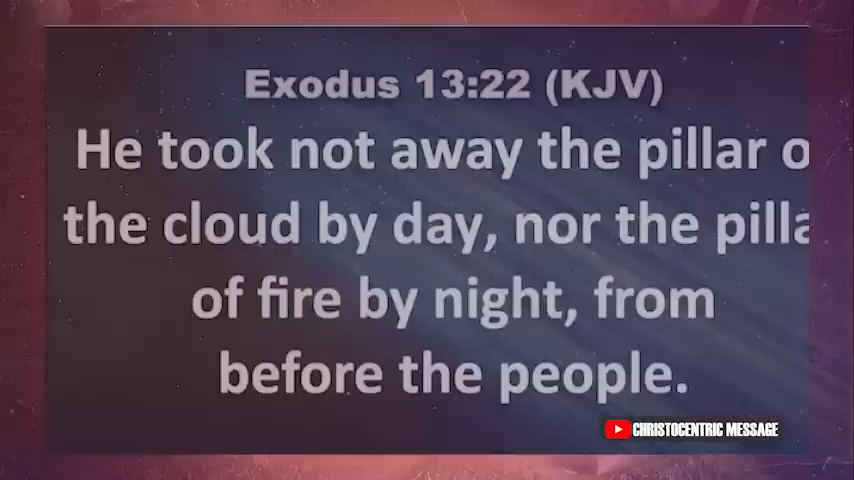 Exodus 13:22 (KJV)
He took not away the pillar o
the cloud by day, nor the pilla
of fire by night, from
before the people.
CHRISTOCENTRIC MESSAGE